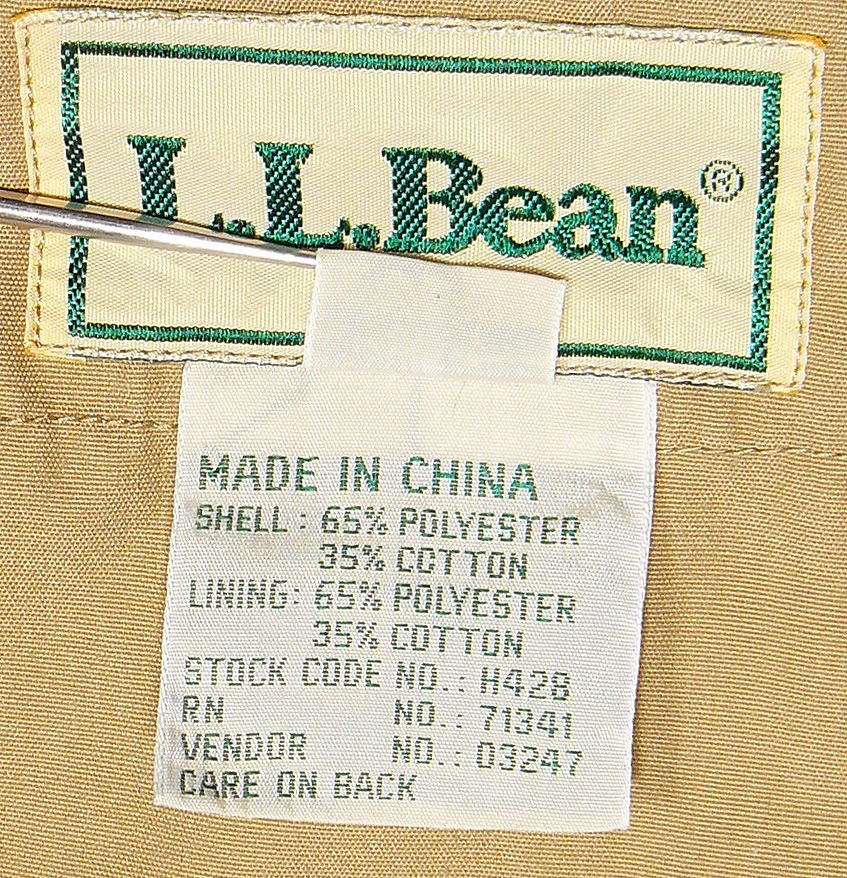 L.L.Bean®
MADE IN CHINA
SHELL: 65% POLYESTER
35% COTTON
LINING: 65% POLYESTER
35% COTTON
STOCK CODE NO.: H428
RN NO.: 71341
VENDOR NO.: 03247
CARE ON BACK